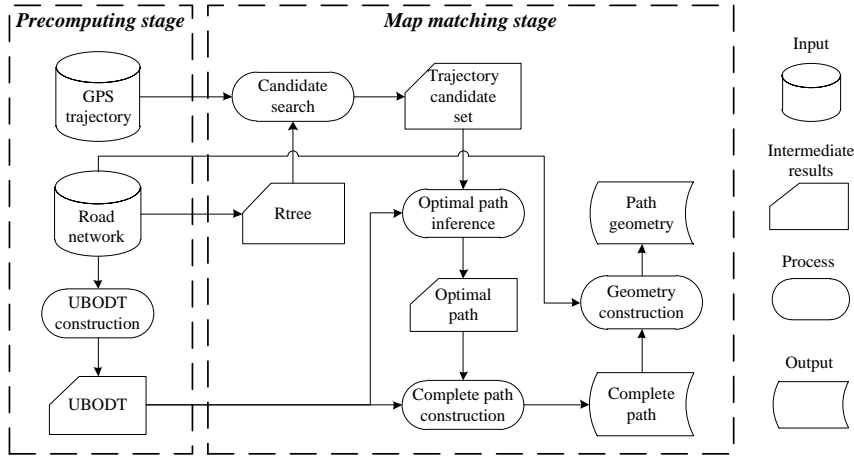 Precomputing stage
Map matching stage
GPS
trajectory
Candidate
search
Trajectory
candidate
set
Road
network
Rtree
Optimal path
inference
Path
geometry
UBODT
construction
Optimal
path
Geometry
construction
UBODT
Complete path
construction
Complete
path
Input
Intermediate
results
Process
Output